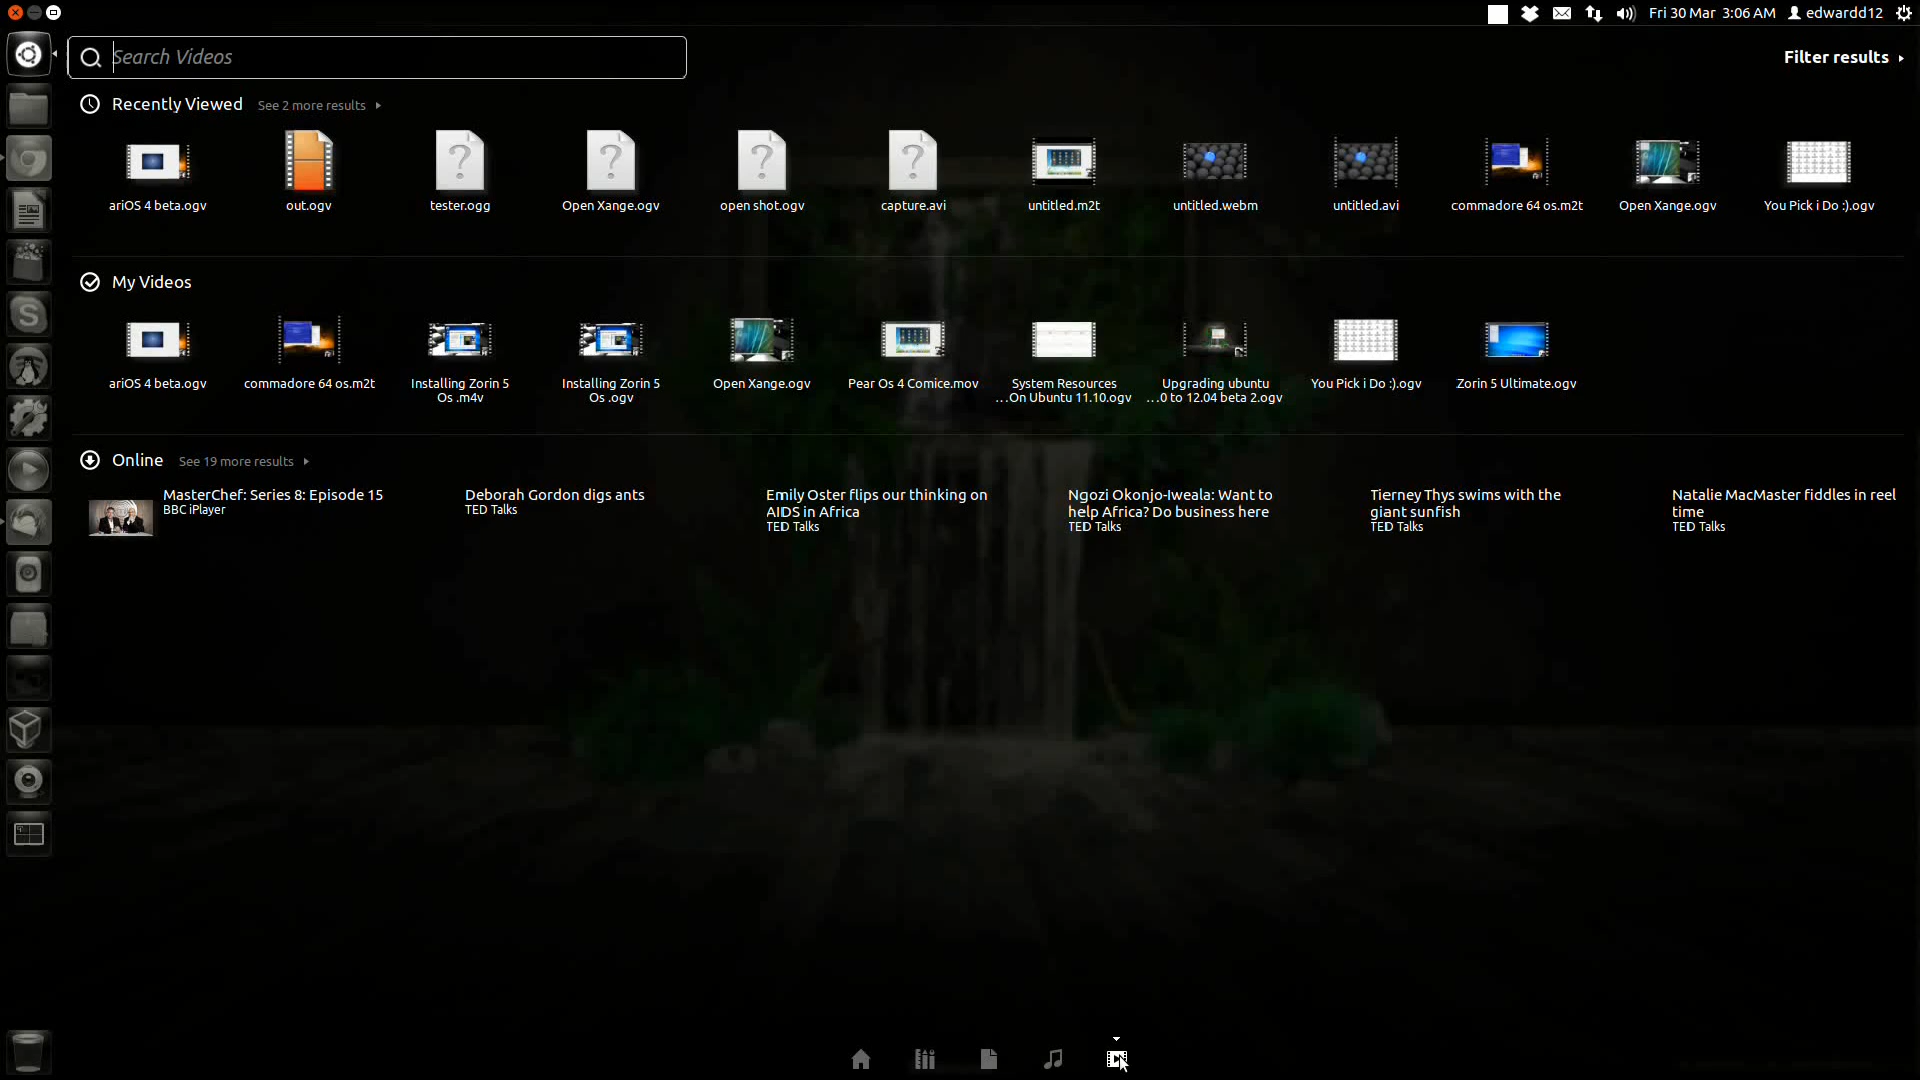 Fri 30 Mar 3:06 AM edwardd12
Search Videos
Filter results
Recently Viewed See 2 more results
ariOS 4 beta.ogv
out.ogv
tester.ogg
Open Xange.ogv
open shot.ogv
capture.avi
untitled.m2t
untitled.webm
untitled.avi
commadore 64 os.m2t
Open Xange.ogv
You Pick i Do :).ogv
My Videos
ariOS 4 beta.ogv
commadore 64 os.m2t
Installing Zorin 5
Os .m4v
Installing Zorin 5
Os .ogv
Open Xange.ogv
Pear Os 4 Comice.mov
System Resources
…On Ubuntu 11.10.ogv
Upgrading ubuntu
…0 to 12.04 beta 2.ogv
You Pick i Do :).ogv
Zorin 5 Ultimate.ogv
Online See 19 more results
MasterChef: Series 8: Episode 15
BBC iPlayer
Deborah Gordon digs ants
TED Talks
Emily Oster flips our thinking on
AIDS in Africa
TED Talks
Ngozi Okonjo-Iweala: Want to
help Africa? Do business here
TED Talks
Tierney Thys swims with the
giant sunfish
TED Talks
Natalie MacMaster fiddles in reel
time
TED Talks